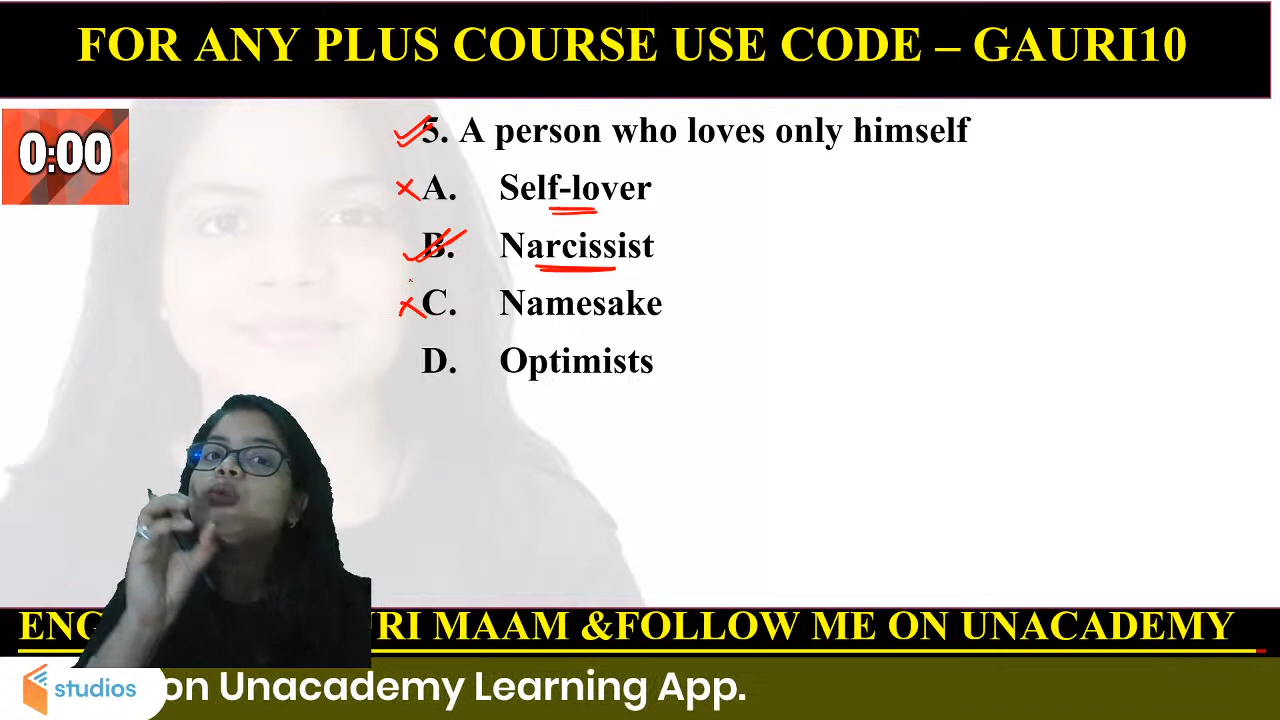 FOR ANY PLUS COURSE USE CODE – GAURI10
0:00
5. A person who loves only himself
A. Self-lover
B. Narcissist
C. Namesake
D. Optimists
MAAM &FOLLOW ME ON UNACADEMY
studios on Unacademy Learning App.